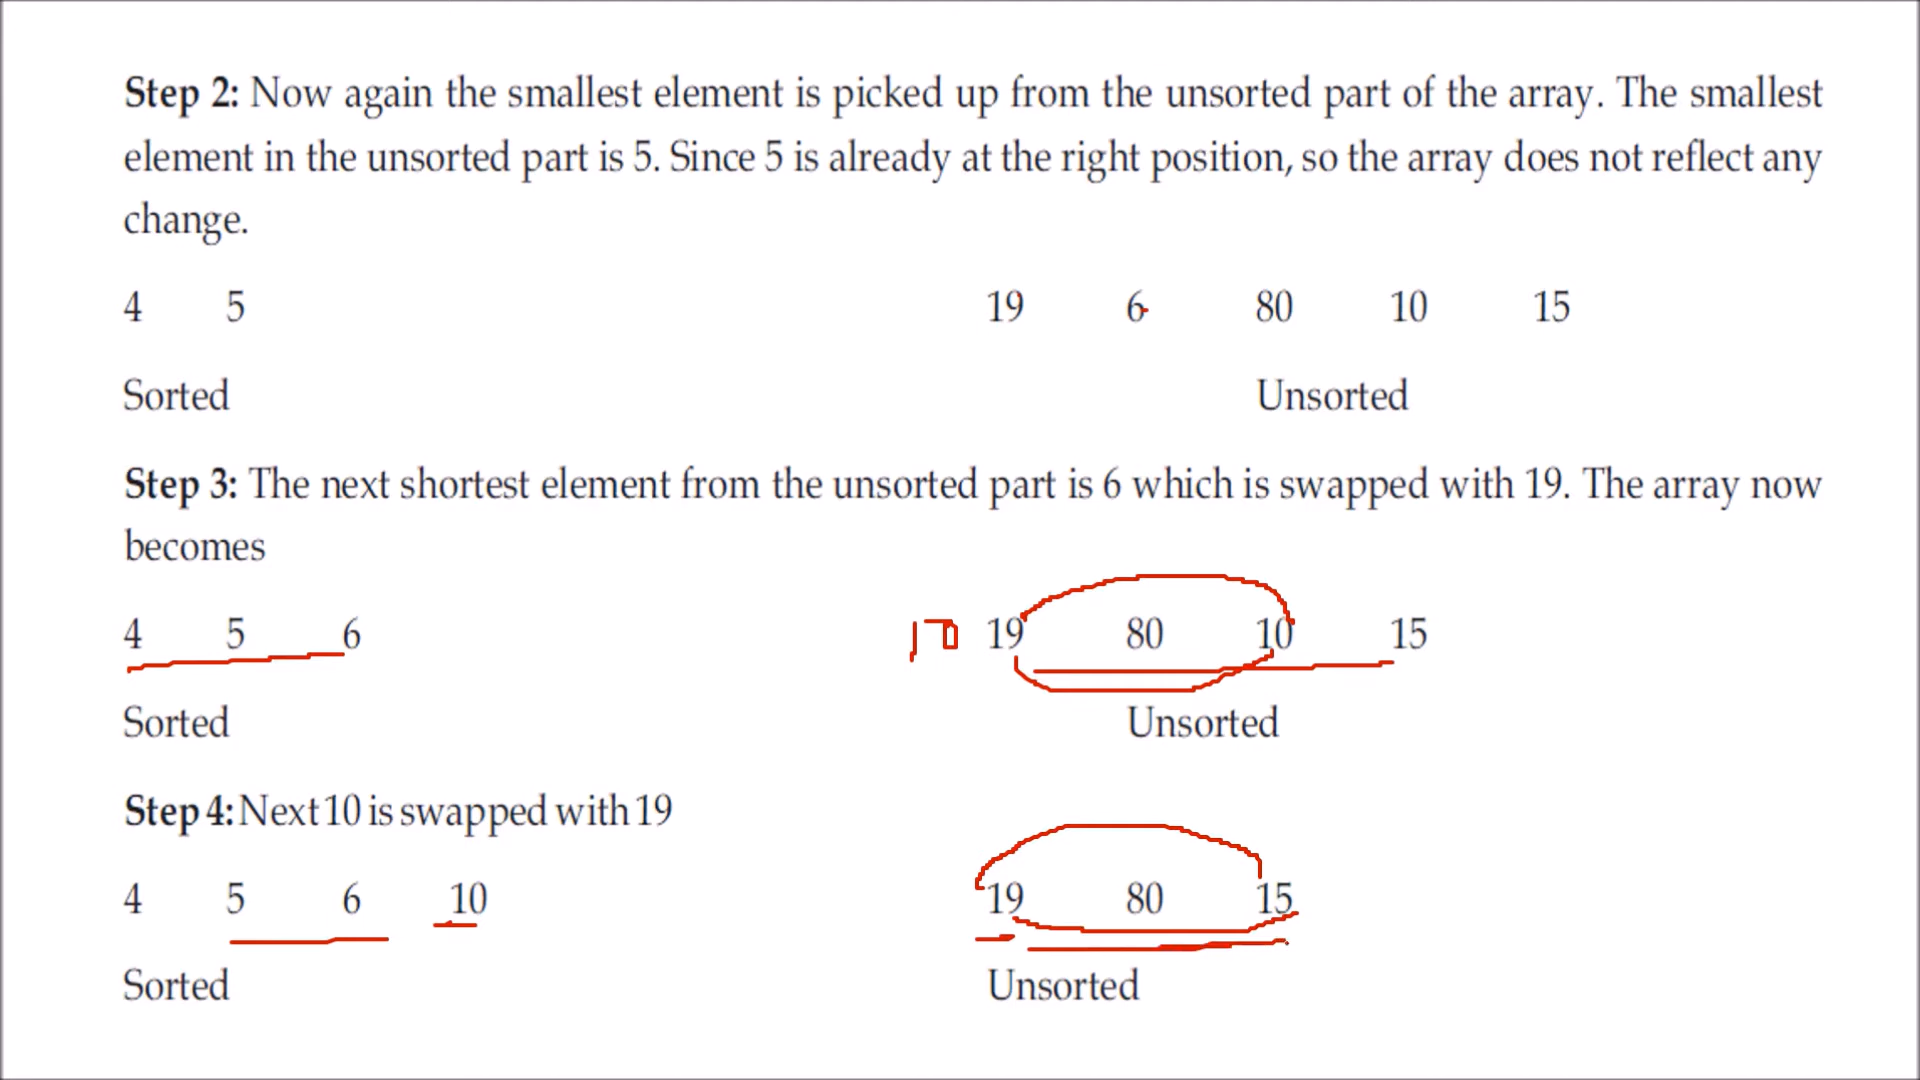 Step 2: Now again the smallest element is picked up from the unsorted part of the array. The smallest
element in the unsorted part is 5. Since 5 is already at the right position, so the array does not reflect any
change.
4 5 19 6 80 10 15
Sorted Unsorted
Step 3: The next shortest element from the unsorted part is 6 which is swapped with 19. The array now
becomes
4 5 6 10 19 80 10 15
Sorted Unsorted
Step 4: Next 10 is swapped with 19
4 5 6 10 19 80 15
Sorted Unsorted